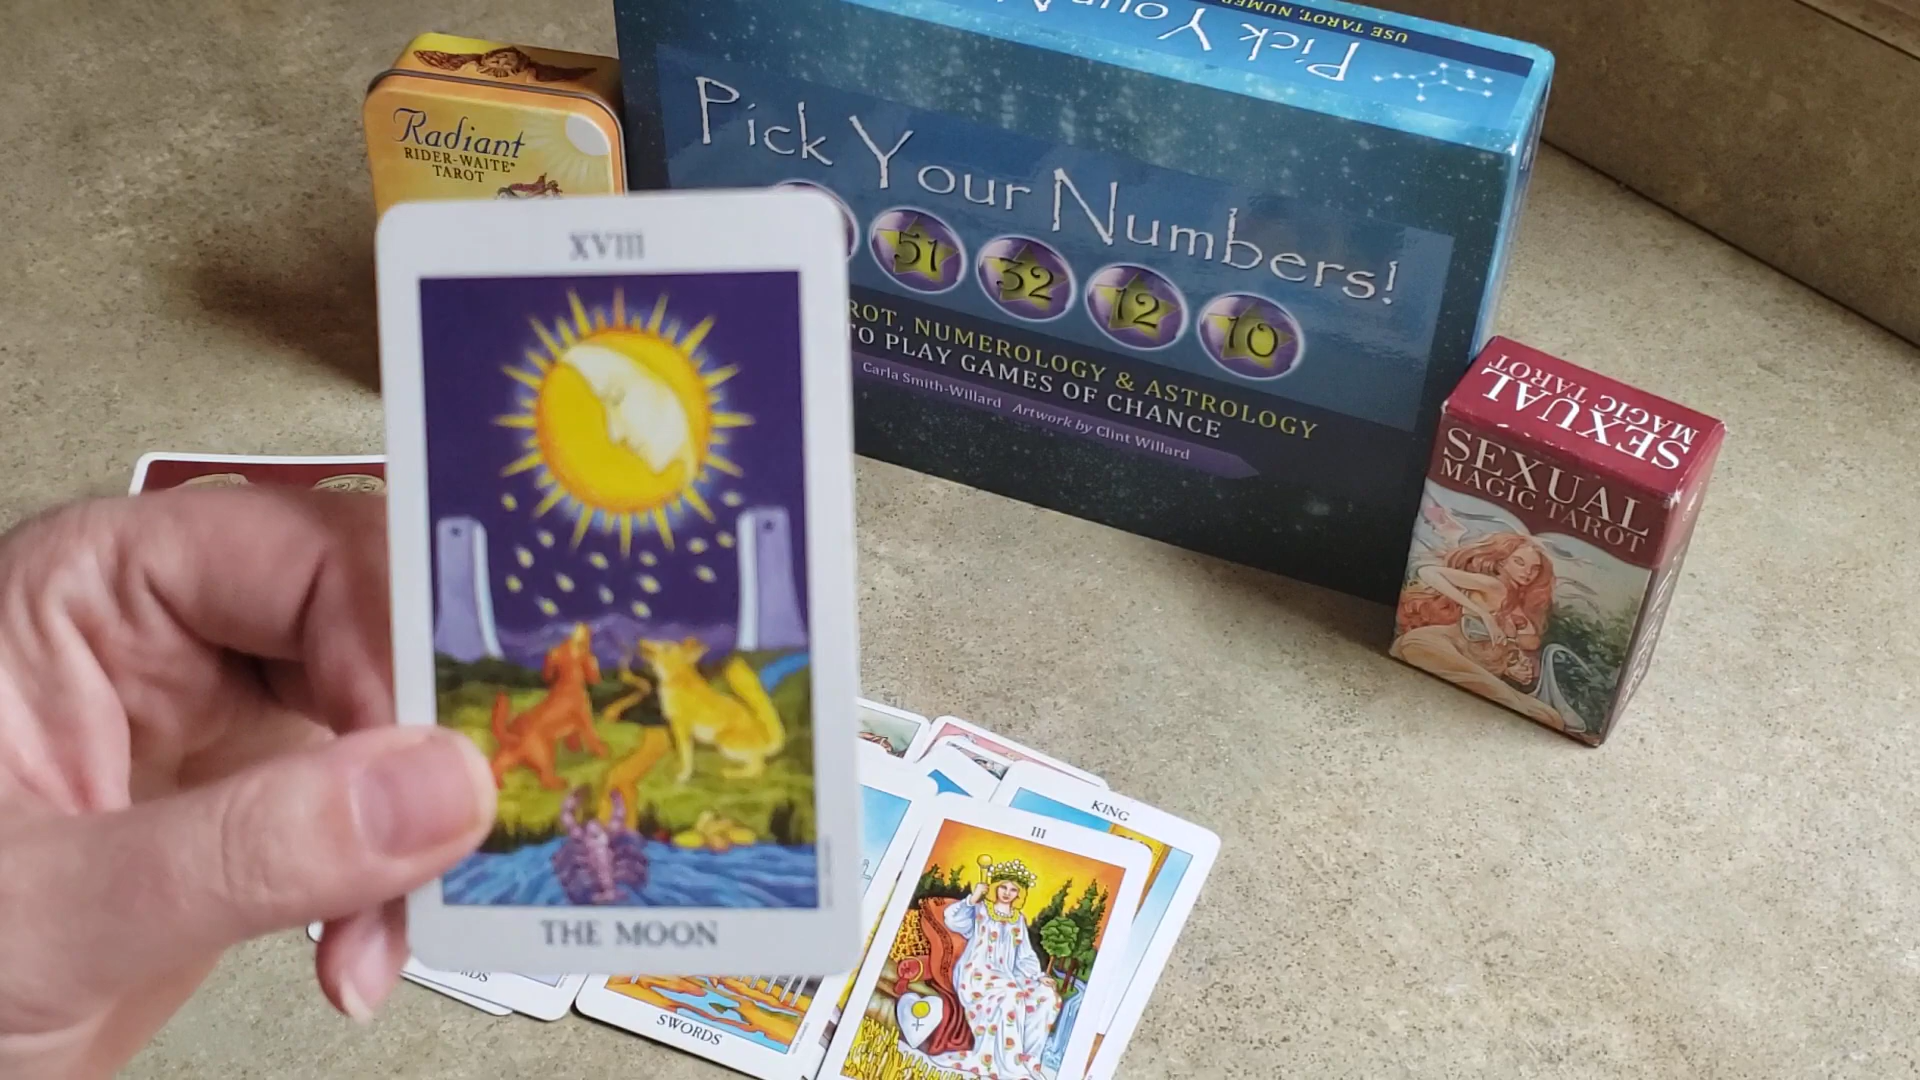 USE TAROT, NUMER
Pick Your N
Radiant
RIDER-WAITE®
TAROT
Pick Your Numbers!
51 32 12 10
ROT, NUMEROLOGY & ASTROLOGY
TO PLAY GAMES OF CHANCE
Carla Smith-Willard Artwork by Clint Willard
SEXUAL
MAGIC TAROT
SEXUAL
MAGIC TAROT
XVIII
THE MOON
KING
III
RDS
SWORDS